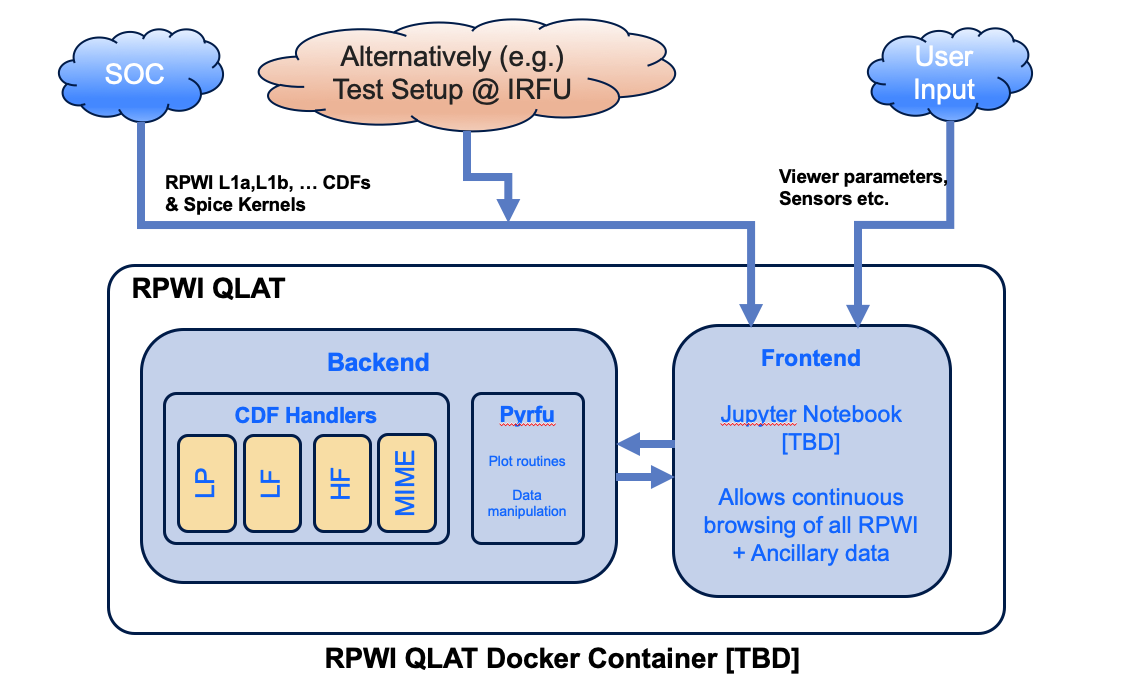 SOC
Alternatively (e.g.)
Test Setup @ IRFU
User
Input
RPWI L1a,L1b, … CDFs
& Spice Kernels
Viewer parameters,
Sensors etc.
RPWI QLAT
Backend
CDF Handlers
LP
LF
HF
MIME
Pyrfu
Plot routines
Data
manipulation
Frontend
Jupyter Notebook
[TBD]
Allows continuous
browsing of all RPWI
+ Ancillary data
RPWI QLAT Docker Container [TBD]